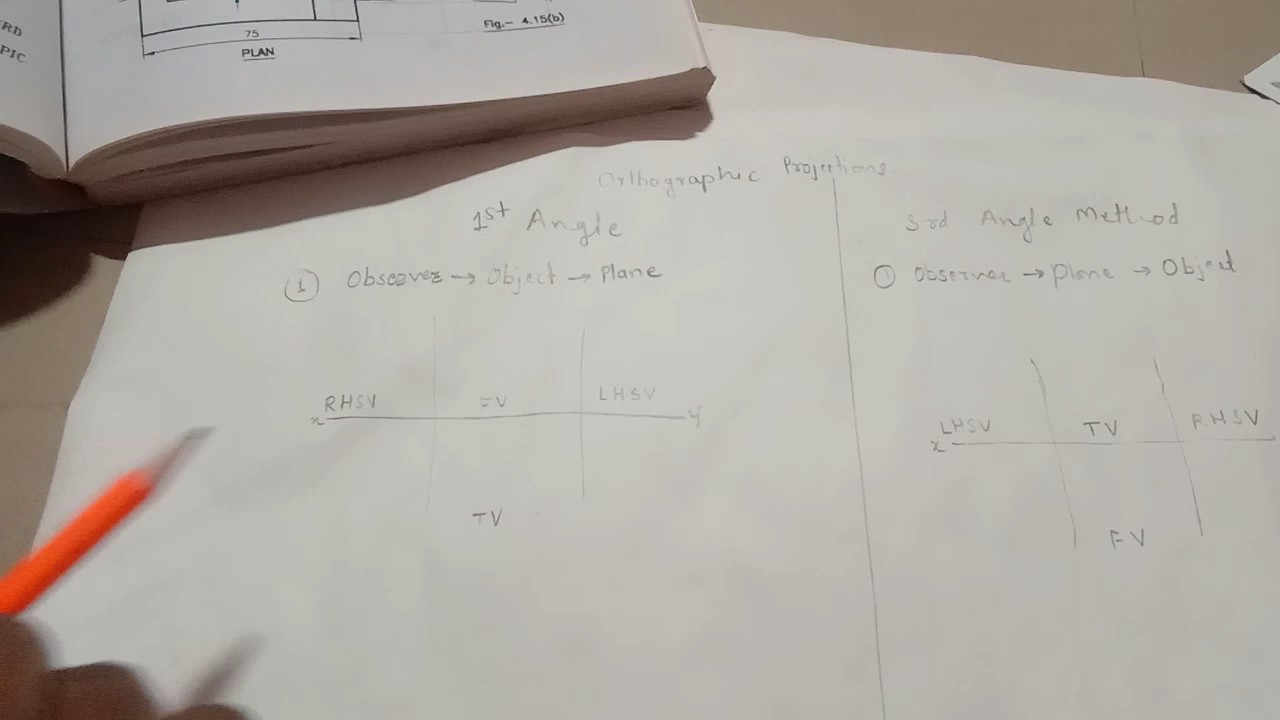 RD
PIC
75
PLAN
Fig.- 4.15(b)
Orthographic Projections.
1st Angle
1 Observer → Object → Plane
RHSV FV LHSV
x y
TV
3rd Angle Method
1 Observer → Plane → Object
LHSV TV R.HSV
x
FV